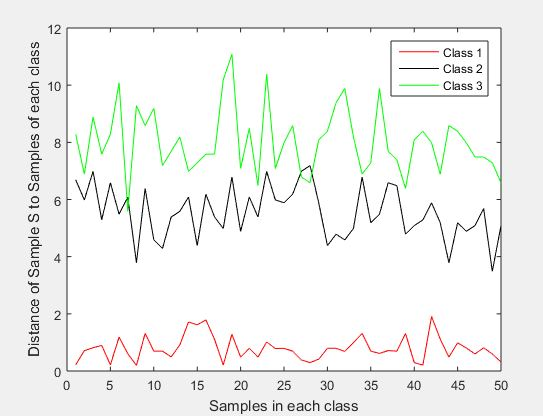 12
10
8
6
4
2
0
0 5 10 15 20 25 30 35 40 45 50
Distance of Sample S to Samples of each class
Samples in each class
Class 1
Class 2
Class 3